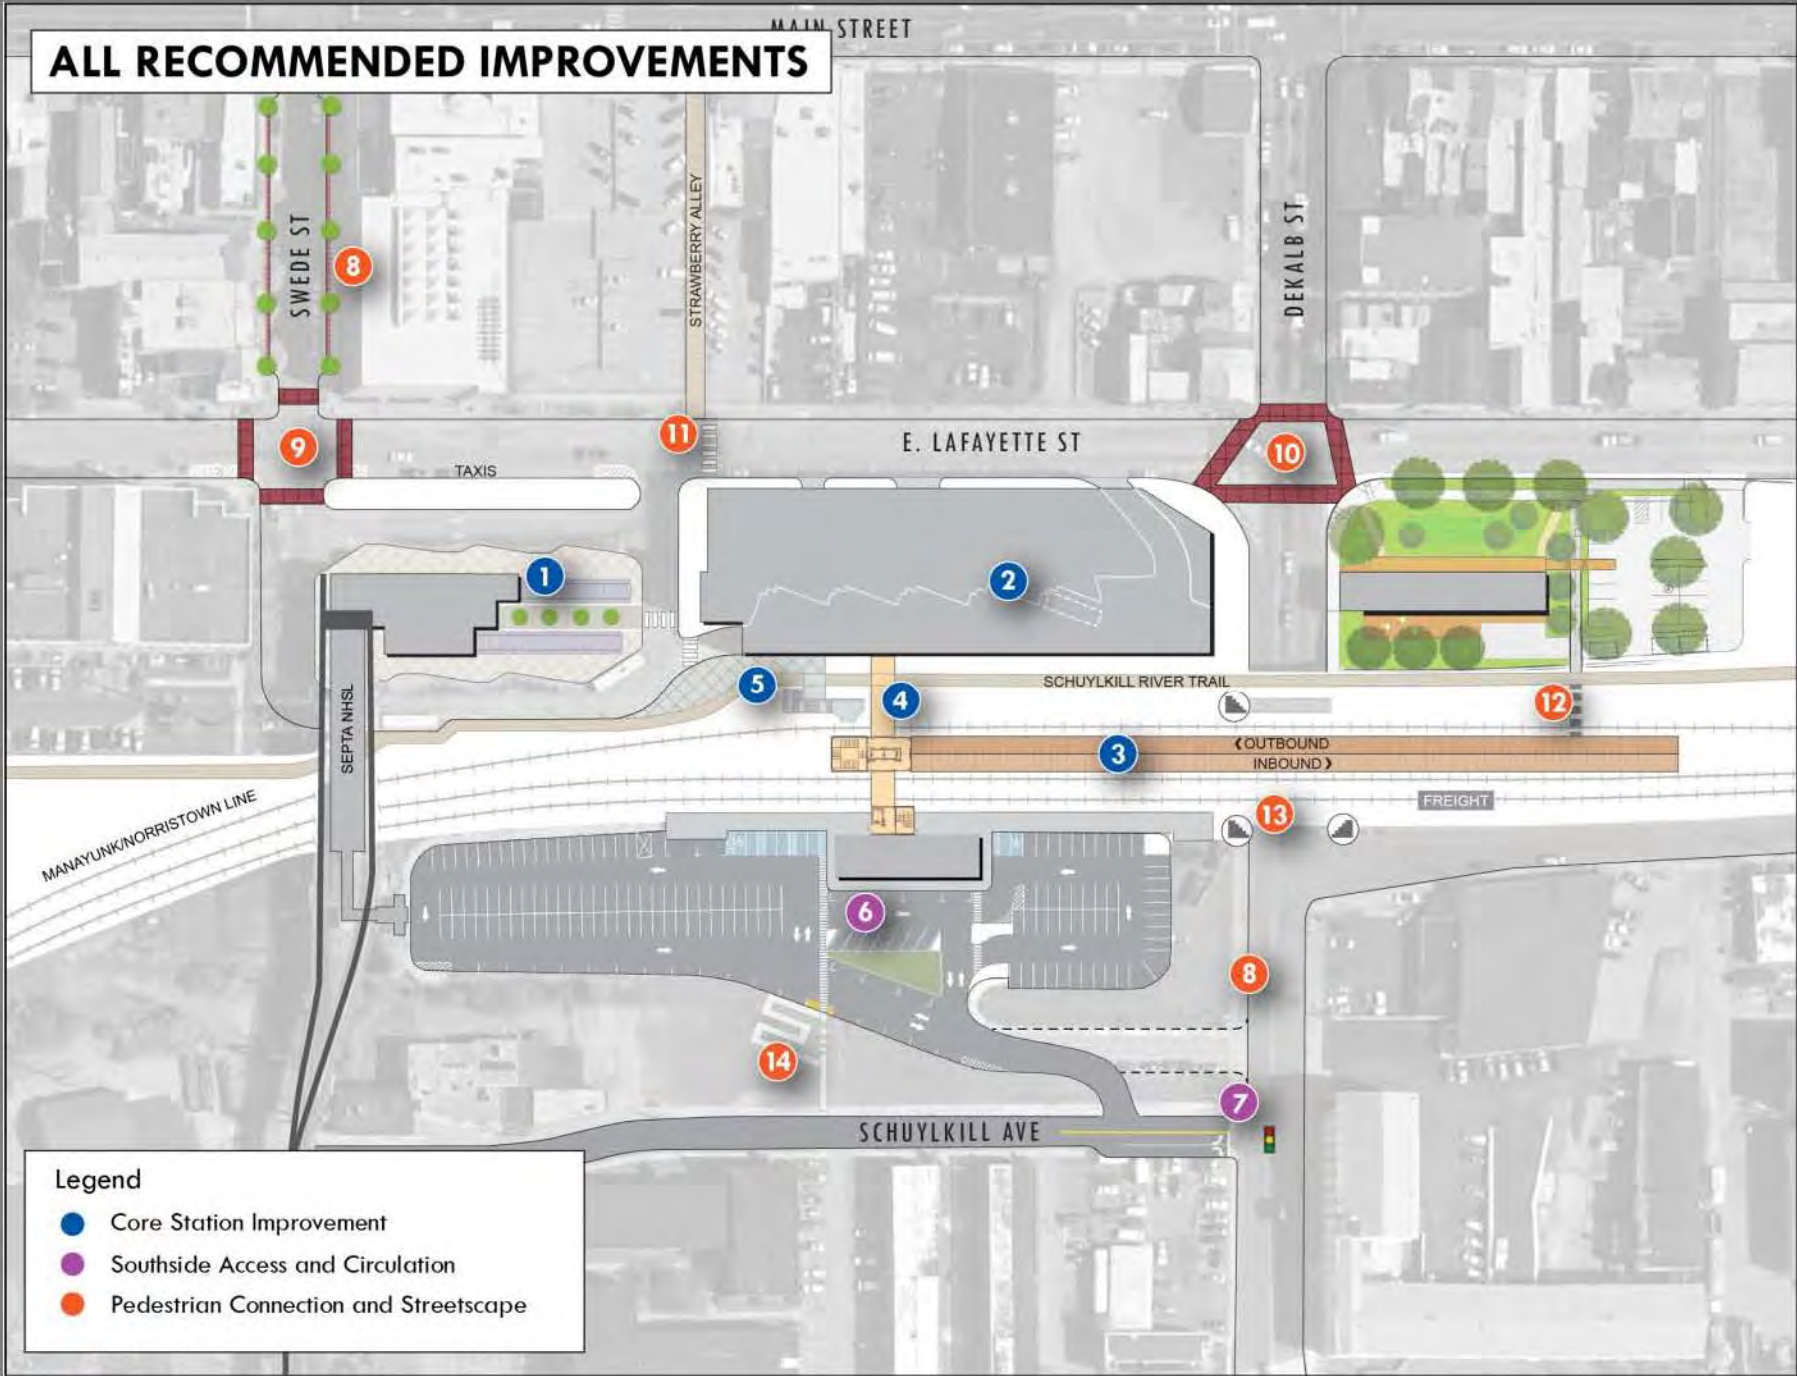 MAIN STREET
ALL RECOMMENDED IMPROVEMENTS
SWEDE ST
8
STRAWBERRY ALLEY
DEKALB ST
9
11
E. LAFAYETTE ST
10
TAXIS
1
2
5
4
SCHUYLKILL RIVER TRAIL
12
SEPTA NHSL
3
‹OUTBOUND
INBOUND›
FREIGHT
MANAYUNK/NORRISTOWN LINE
13
6
8
14
7
SCHUYLKILL AVE
Legend
Core Station Improvement
Southside Access and Circulation
Pedestrian Connection and Streetscape